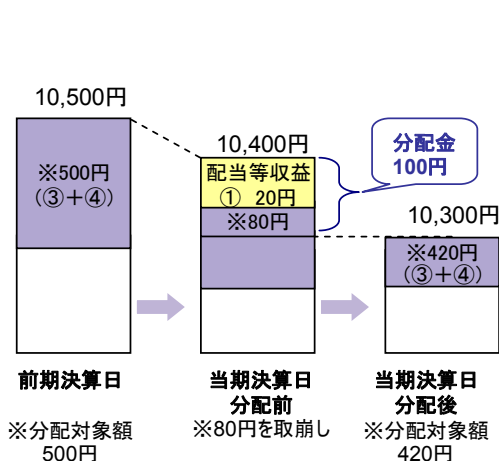 10,500円
※500円
(③+④)
前期決算日
※分配対象額
500円
10,400円
配当等収益
① 20円
※80円
当期決算日
分配前
※80円を取崩し
分配金
100円
10,300円
※420円
(③+④)
当期決算日
分配後
※分配対象額
420円